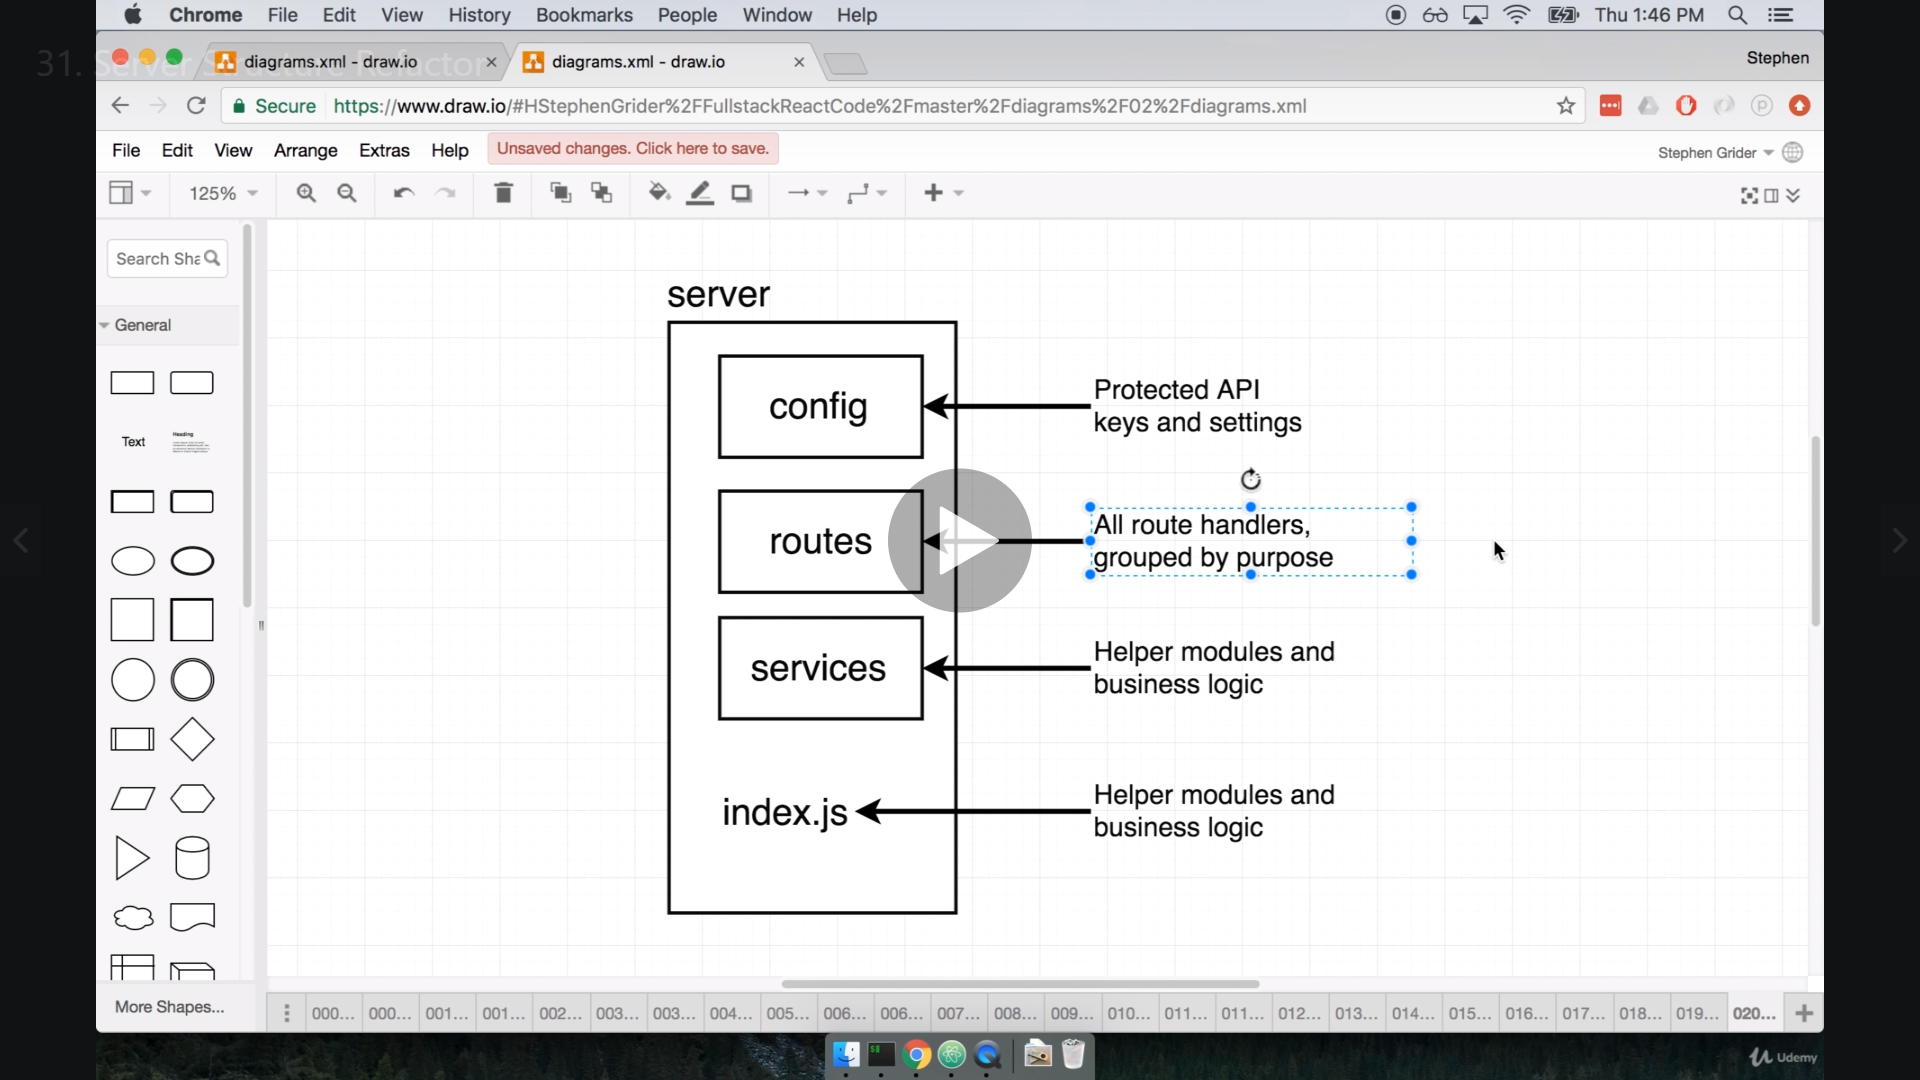 Chrome File Edit View History Bookmarks People Window Help
Thu 1:46 PM
31. Server Structure Refactor
diagrams.xml - draw.io
diagrams.xml - draw.io
Stephen
Secure https://www.draw.io/#HStephenGrider%2FFullstackReactCode%2Fmaster%2Fdiagrams%2F02%2Fdiagrams.xml
File Edit View Arrange Extras Help
Unsaved changes. Click here to save.
Stephen Grider
125%
Search Sha
General
Text
Heading
server
config
Protected API
keys and settings
routes
All route handlers,
grouped by purpose
services
Helper modules and
business logic
index.js
Helper modules and
business logic
More Shapes...
000... 000... 001... 001... 002... 003... 003... 004... 005... 006... 006... 007... 008... 009... 010... 011... 011... 012... 013... 014... 015... 016... 017... 018... 019... 020...
Udemy